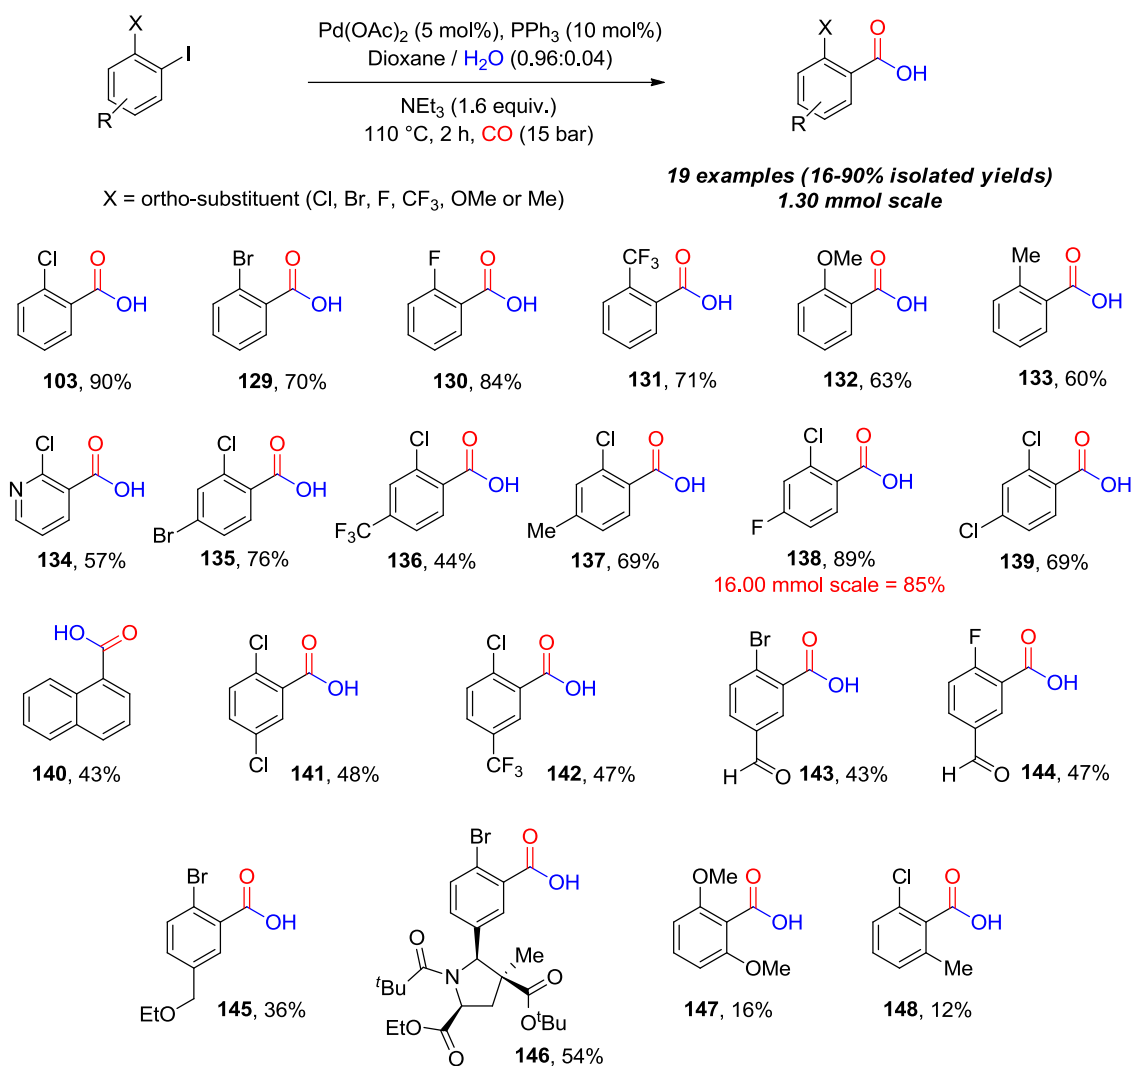 X
I
R
Pd(OAc)₂ (5 mol%), PPh₃ (10 mol%)
Dioxane / H₂O (0.96:0.04)
NEt₃ (1.6 equiv.)
110 °C, 2 h, CO (15 bar)
X
O
OH
R
X = ortho-substituent (Cl, Br, F, CF₃, OMe or Me)
19 examples (16-90% isolated yields)
1.30 mmol scale
Cl
O
OH
103, 90%
Br
O
OH
129, 70%
F
O
OH
130, 84%
CF₃
O
OH
131, 71%
OMe
O
OH
132, 63%
Me
O
OH
133, 60%
Cl
O
OH
N
134, 57%
Cl
O
OH
Br
135, 76%
Cl
O
OH
F₃C
136, 44%
Cl
O
OH
Me
137, 69%
Cl
O
OH
F
138, 89%
16.00 mmol scale = 85%
Cl
O
OH
Cl
139, 69%
HO
O
140, 43%
Cl
O
OH
Cl
141, 48%
Cl
O
OH
CF₃
142, 47%
Br
O
OH
H
O
143, 43%
F
O
OH
H
O
144, 47%
Br
O
OH
EtO
145, 36%
Br
O
OH
O
ᵗBu
N
Me
O
OᵗBu
EtO
O
146, 54%
OMe
O
OH
OMe
147, 16%
Cl
O
OH
Me
148, 12%